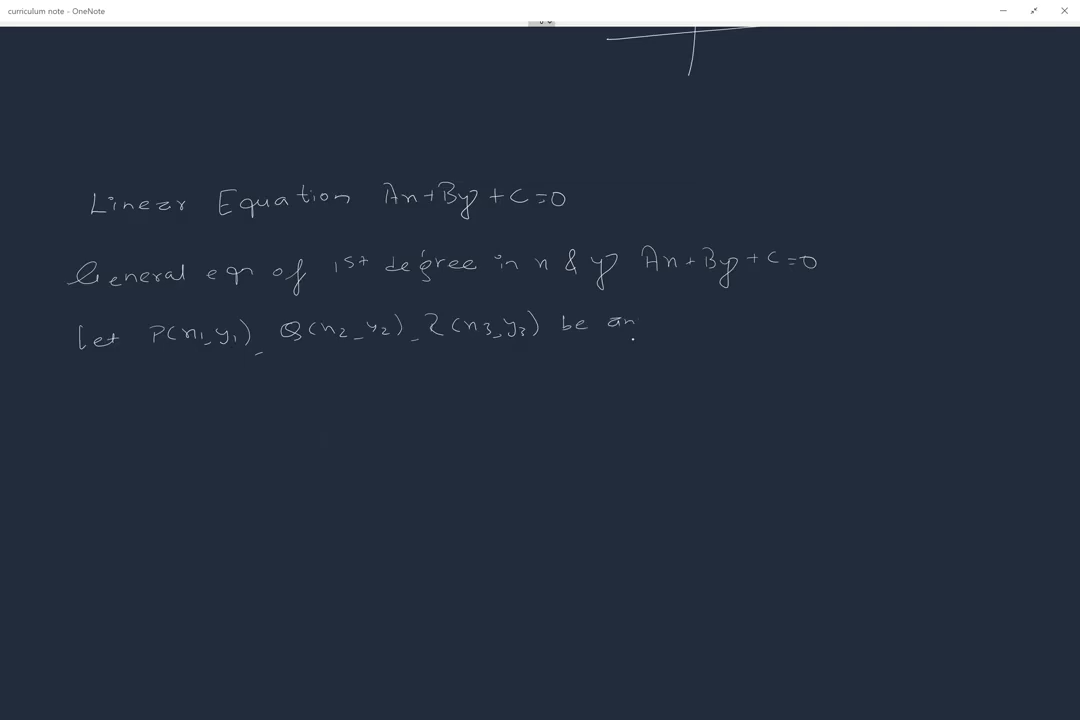 curriculum note - OneNote
Linear Equation Ax+By+C=0
General eqn of 1st degree in x & y Ax+By+C=0
Let P(x1,y1), Q(x2,y2), R(x3,y3) be an